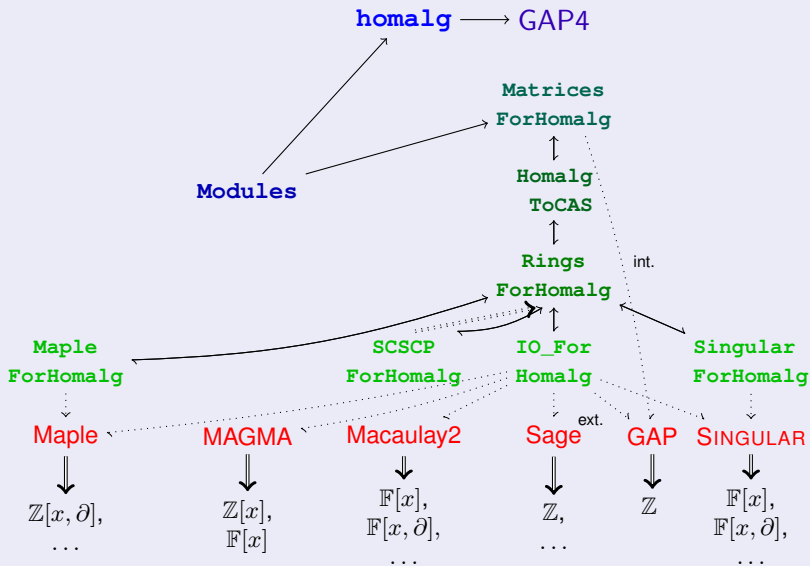 homalg GAP4
Matrices
ForHomalg
Modules
Homalg
ToCAS
Rings
ForHomalg
int.
Maple
ForHomalg
SCSCP
ForHomalg
IO_For
Homalg
Singular
ForHomalg
ext.
Maple MAGMA Macaulay2 Sage GAP SINGULAR
ℤ[x, ∂],
...
ℤ[x],
𝔽[x]
𝔽[x],
𝔽[x, ∂],
...
ℤ,
...
ℤ
𝔽[x],
𝔽[x, ∂],
...